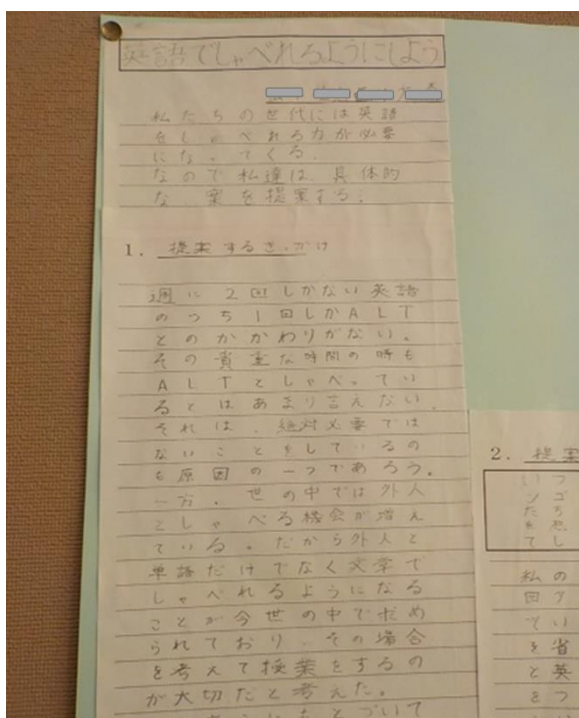 英語でしゃべれるようにしよう
私たちの世代には英語
をしゃべれる力が必要
になってくる。
なので私達は、具体的
な案を提案する。
1. 提案するきっかけ
週に2回しかない英語
のうち1回しかALT
とのかかわりがない。
その貴重な時間の時も
ALTとしゃべってい
るとはあまり言えない。
それは、絶対必要では
ないことをしているの
も原因の一つであろう。
一方、世の中では外人
としゃべる機会が増え
ている。だから外人と
単語だけでなく文章で
しゃべれるようになる
ことが今世の中で求め
られており、その場合
を考えて授業をするの
が大切だと考えた。
2. 提案
私の
を省
と英
をつ